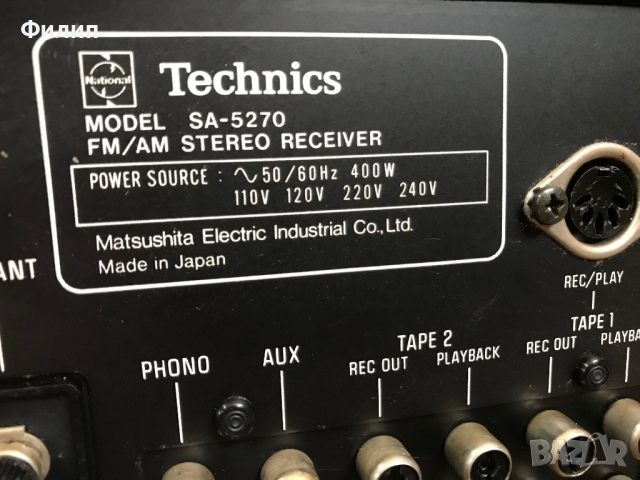 Филип
National
Technics
MODEL SA-5270
FM/AM STEREO RECEIVER
POWER SOURCE : ∿ 50/60Hz 400W
110V 120V 220V 240V
Matsushita Electric Industrial Co., Ltd.
Made in Japan
ANT
REC/PLAY
PHONO
AUX
TAPE 2
REC OUT
PLAYBACK
TAPE 1
REC OUT
PLAYBA
BAZAR